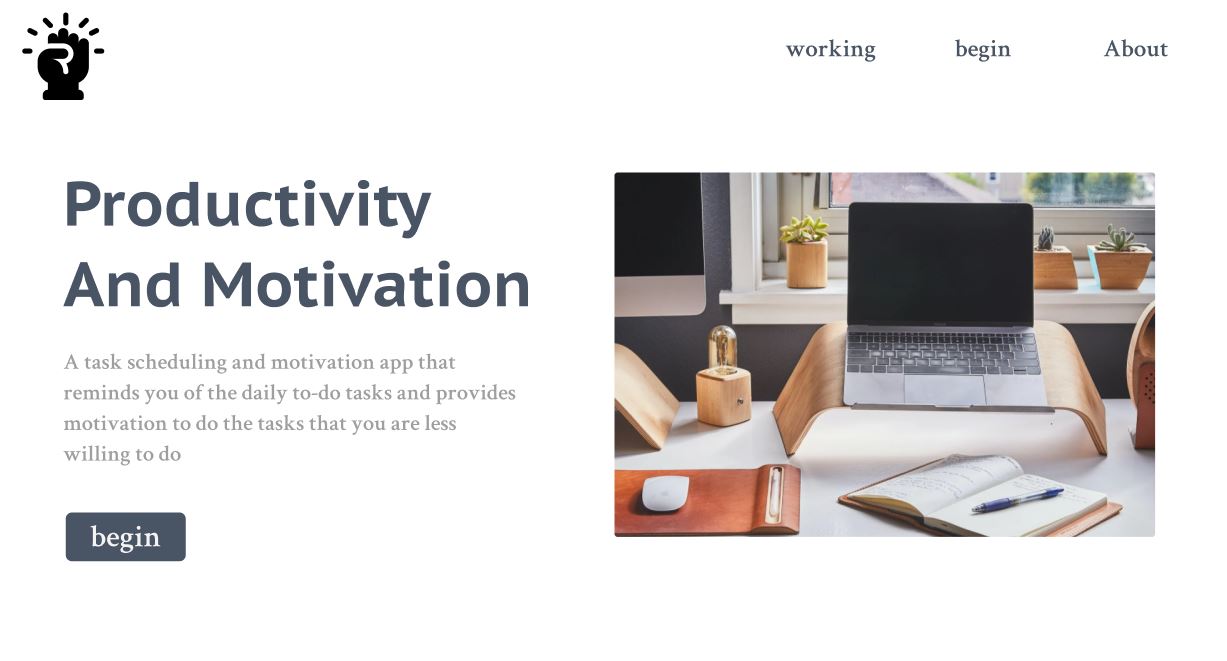 working begin About
Productivity
And Motivation
A task scheduling and motivation app that
reminds you of the daily to-do tasks and provides
motivation to do the tasks that you are less
willing to do
begin